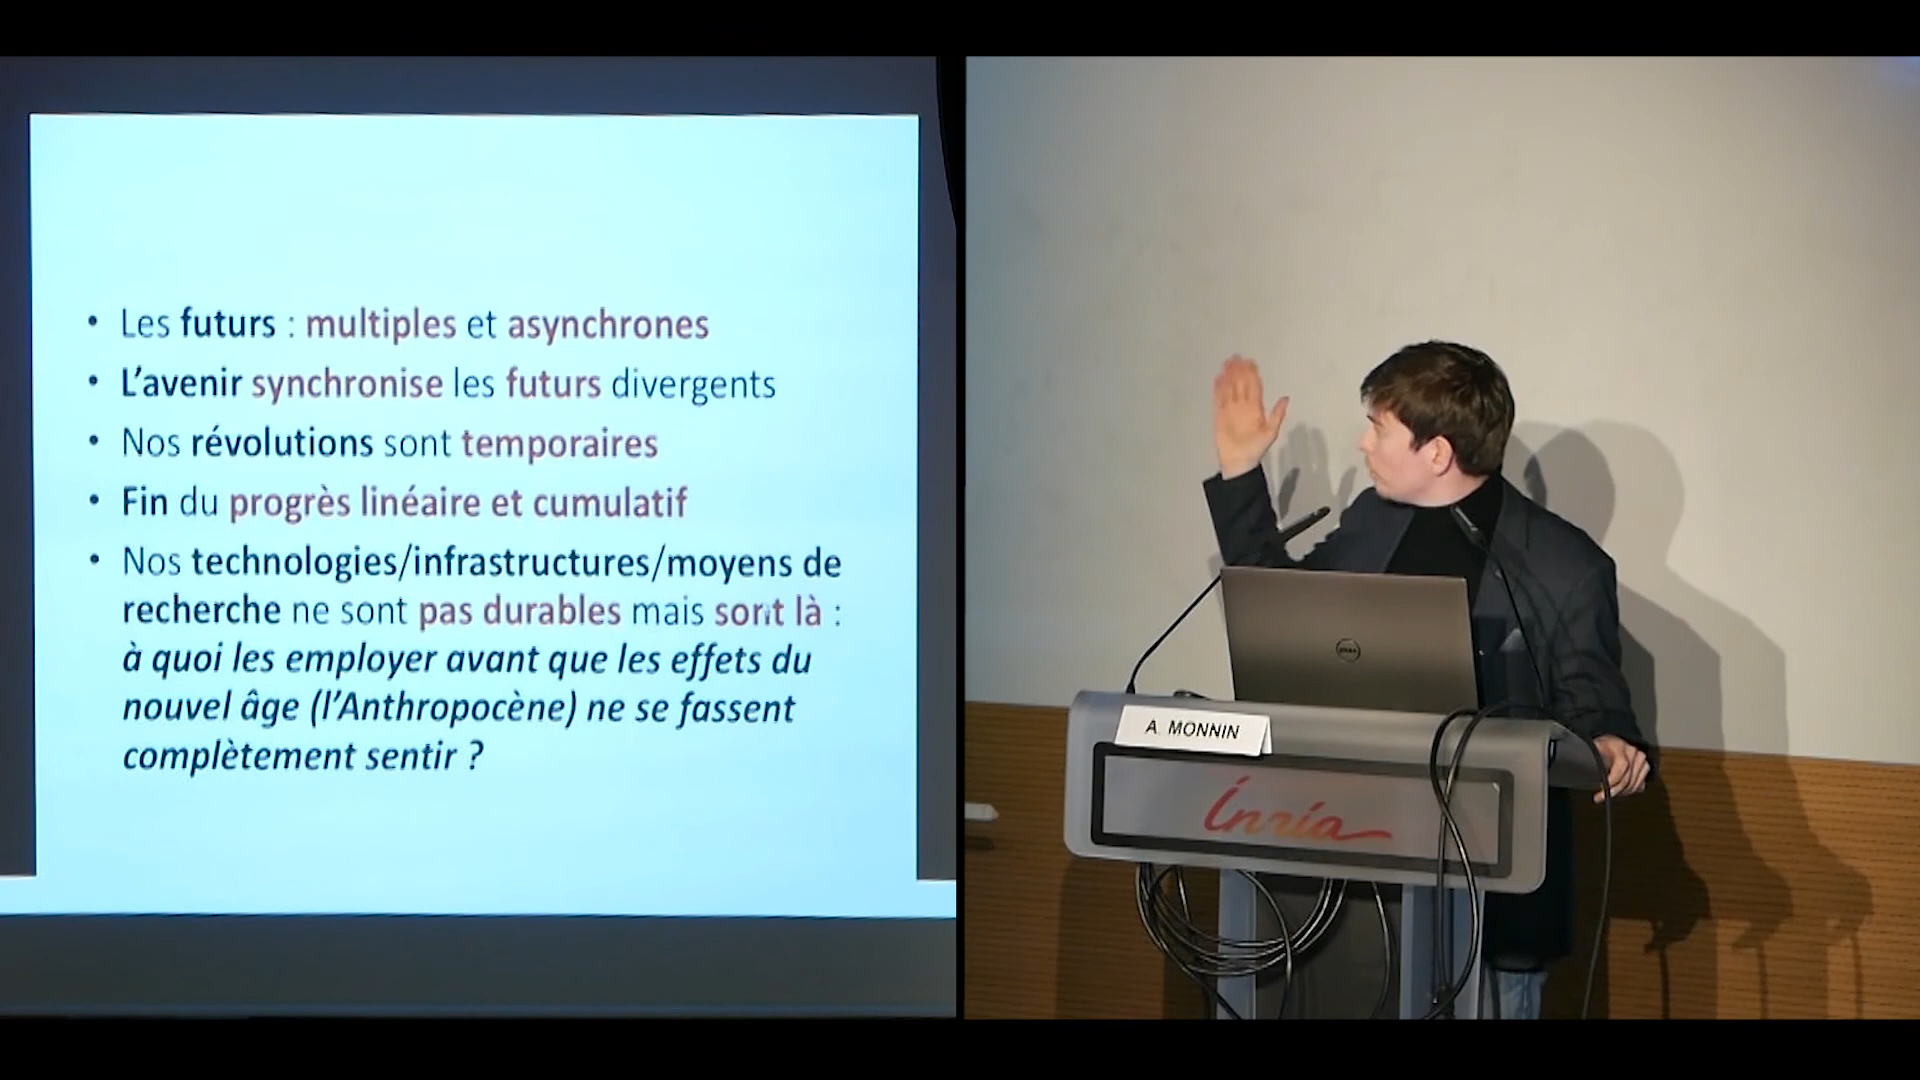 • Les futurs : multiples et asynchrones
• L’avenir synchronise les futurs divergents
• Nos révolutions sont temporaires
• Fin du progrès linéaire et cumulatif
• Nos technologies/infrastructures/moyens de
recherche ne sont pas durables mais sont là :
à quoi les employer avant que les effets du
nouvel âge (l’Anthropocène) ne se fassent
complètement sentir ?
DELL
A. MONNIN
Inria